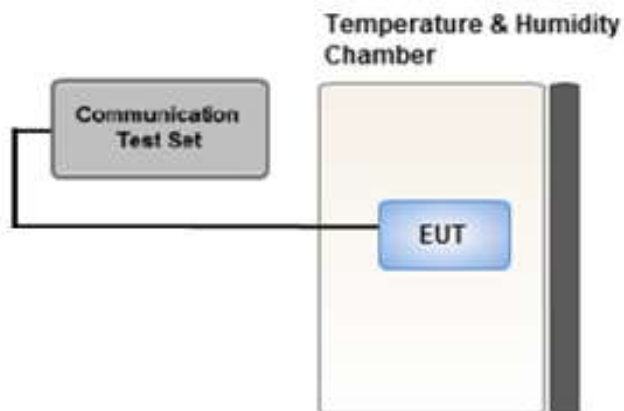 Temperature & Humidity
Chamber
Communication
Test Set
EUT